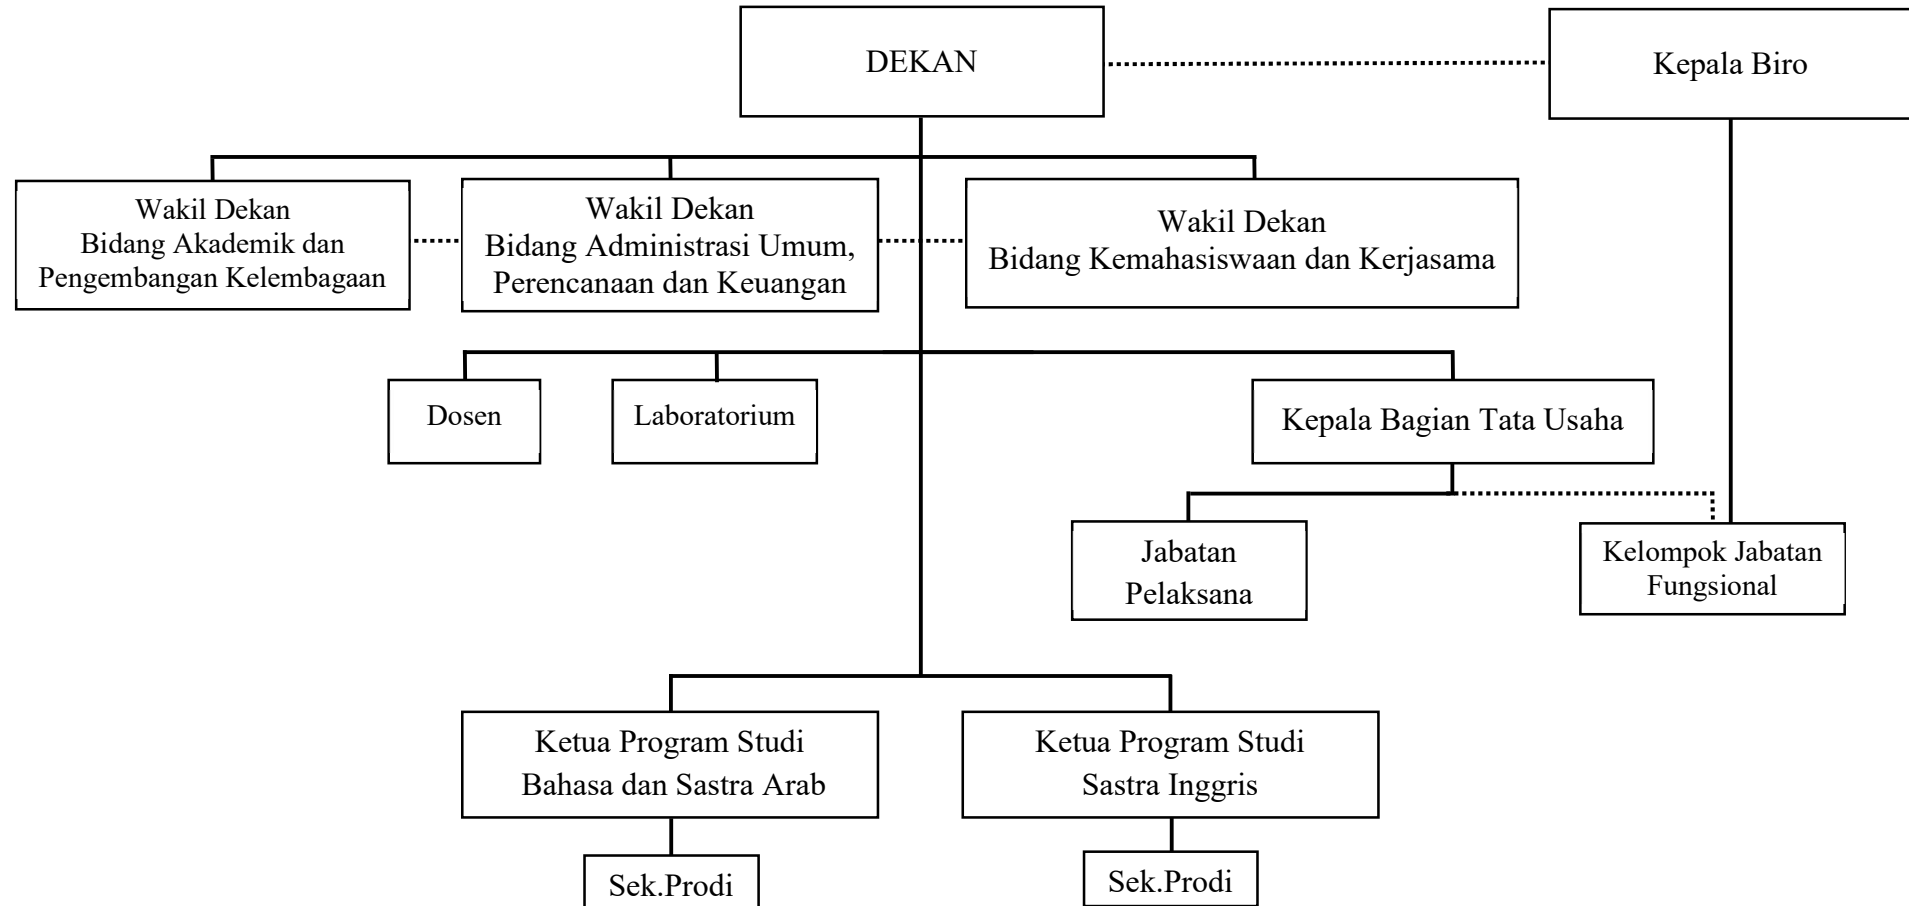 DEKAN
Kepala Biro
Wakil Dekan
Bidang Akademik dan
Pengembangan Kelembagaan
Wakil Dekan
Bidang Administrasi Umum,
Perencanaan dan Keuangan
Wakil Dekan
Bidang Kemahasiswaan dan Kerjasama
Dosen
Laboratorium
Kepala Bagian Tata Usaha
Jabatan
Pelaksana
Kelompok Jabatan
Fungsional
Ketua Program Studi
Bahasa dan Sastra Arab
Ketua Program Studi
Sastra Inggris
Sek.Prodi
Sek.Prodi